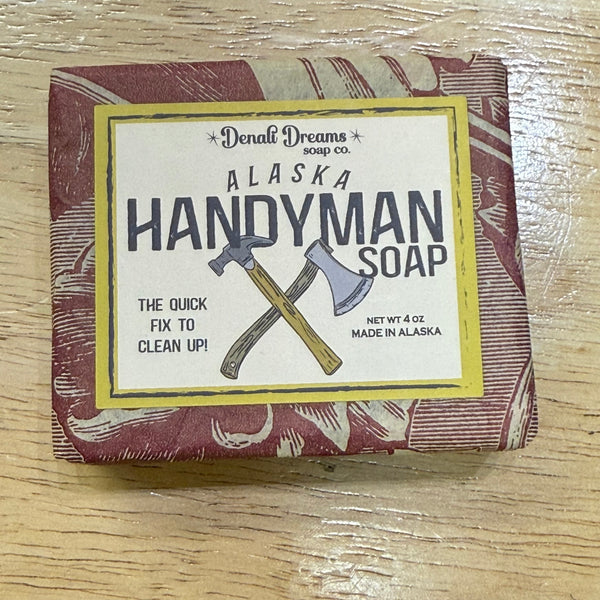 Denali Dreams
soap co.
ALASKA
HANDYMAN
SOAP
THE QUICK
FIX TO
CLEAN UP!
NET WT 4 OZ
MADE IN ALASKA